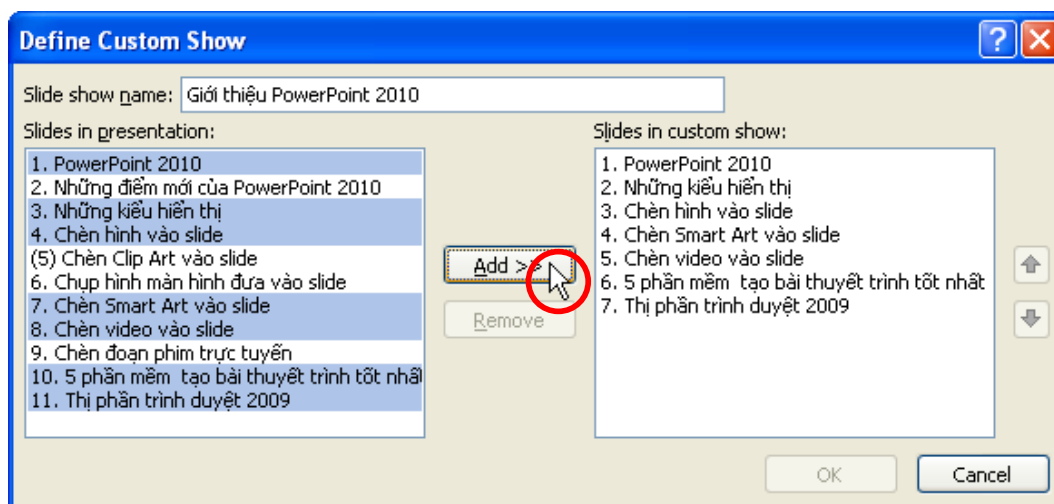 Define Custom Show
Slide show name: Giới thiệu PowerPoint 2010
Slides in presentation:
1. PowerPoint 2010
2. Những điểm mới của PowerPoint 2010
3. Những kiểu hiển thị
4. Chèn hình vào slide
(5) Chèn Clip Art vào slide
6. Chụp hình màn hình đưa vào slide
7. Chèn Smart Art vào slide
8. Chèn video vào slide
9. Chèn đoạn phim trực tuyến
10. 5 phần mềm tạo bài thuyết trình tốt nhất
11. Thị phần trình duyệt 2009
Add >>
Remove
Slides in custom show:
1. PowerPoint 2010
2. Những kiểu hiển thị
3. Chèn hình vào slide
4. Chèn Smart Art vào slide
5. Chèn video vào slide
6. 5 phần mềm tạo bài thuyết trình tốt nhất
7. Thị phần trình duyệt 2009
OK
Cancel